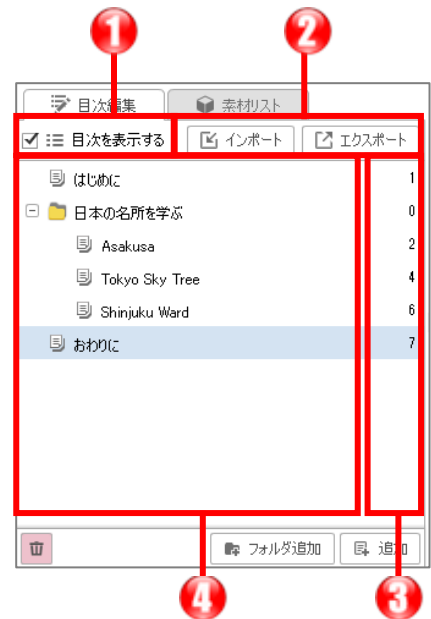 1 2
目次編集 素材リスト
目次を表示する インポート エクスポート
はじめに 1
日本の名所を学ぶ 0
Asakusa 2
Tokyo Sky Tree 4
Shinjuku Ward 6
おわりに 7
フォルダ追加 追加
4 3